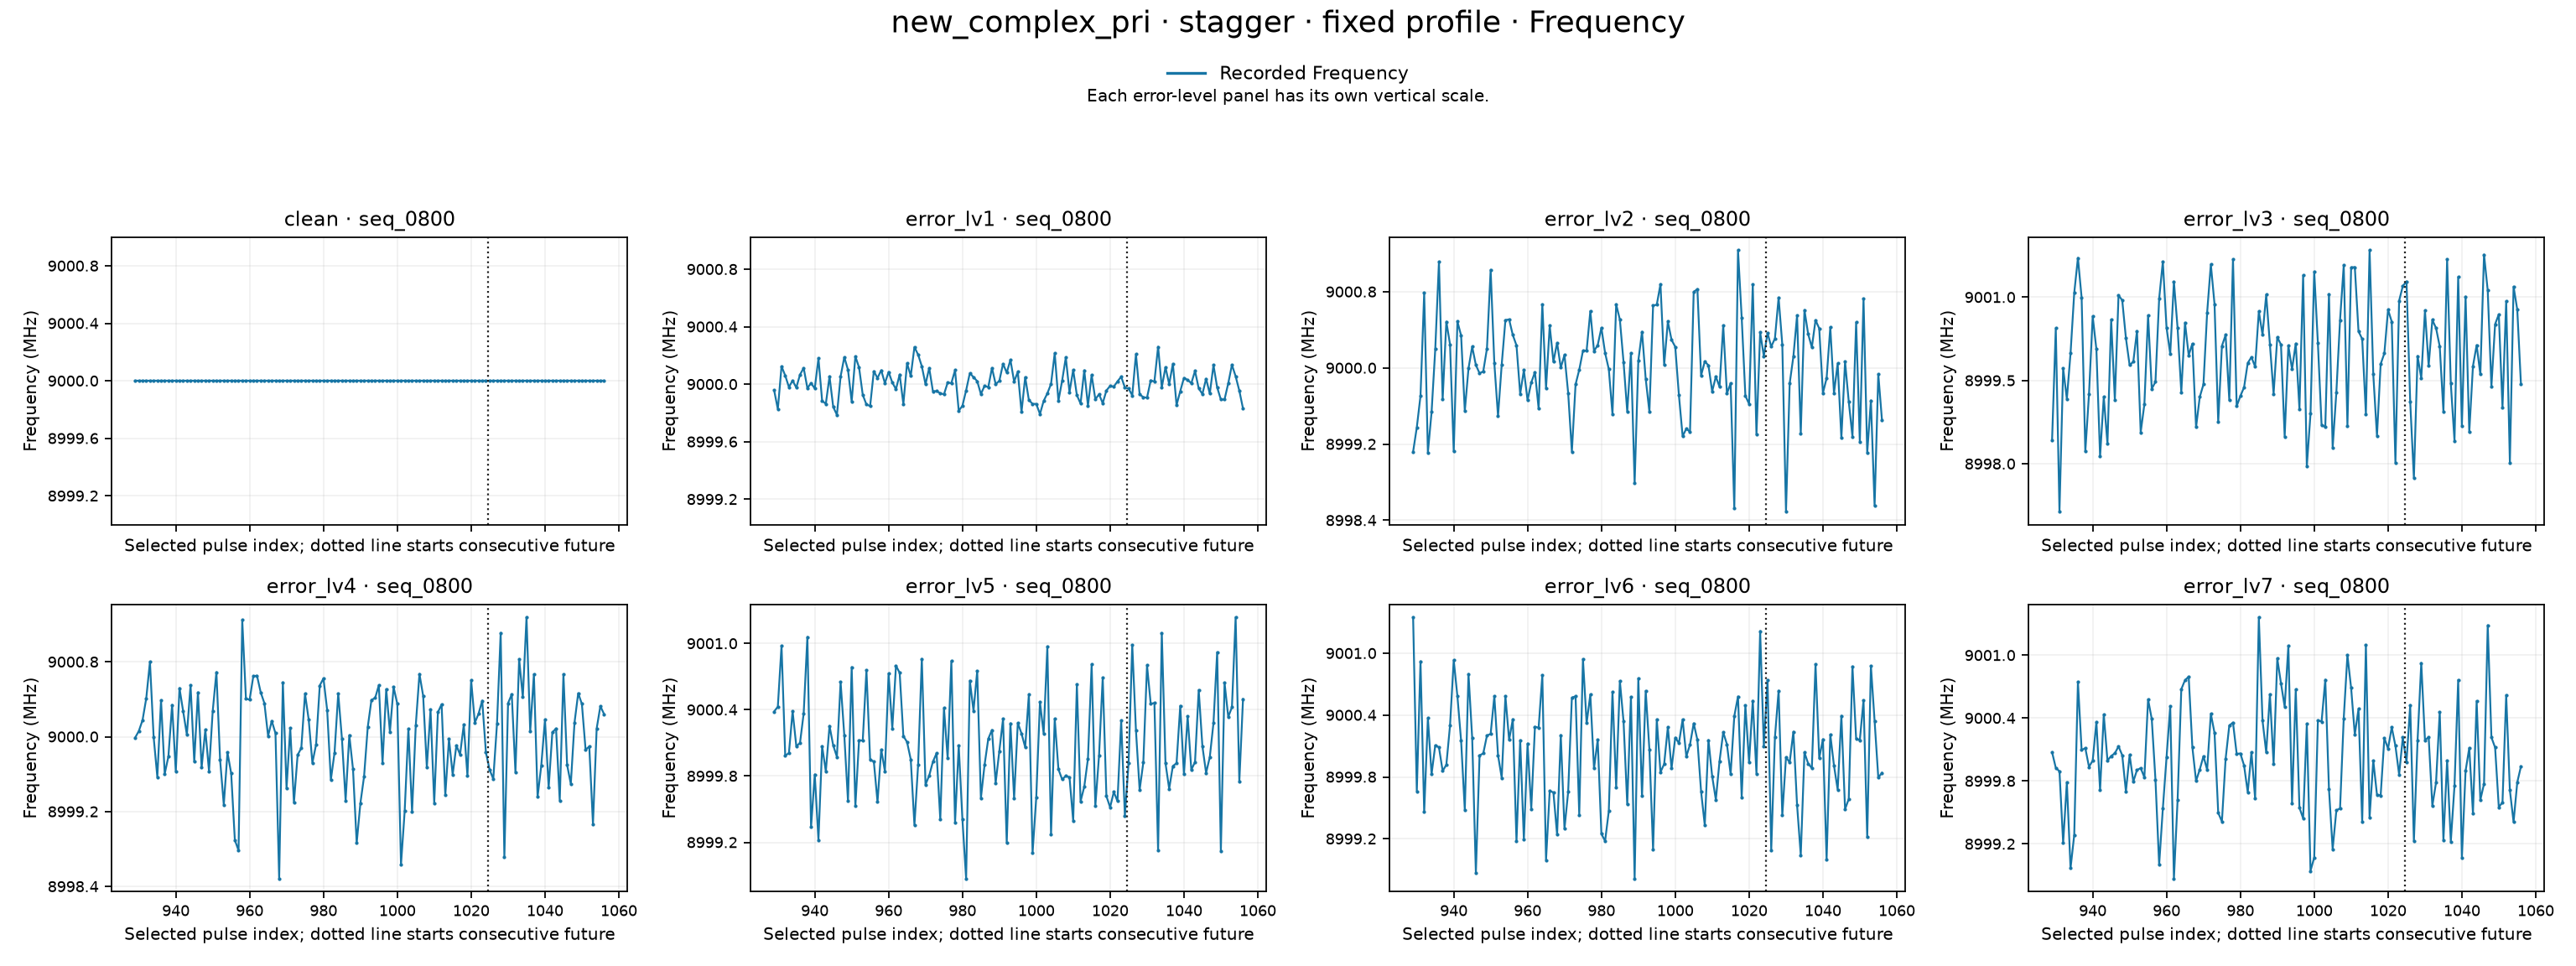 new_complex_pri · stagger · fixed profile · Frequency
Recorded Frequency
Each error-level panel has its own vertical scale.
clean · seq_0800
error_lv1 · seq_0800
error_lv2 · seq_0800
error_lv3 · seq_0800
Frequency (MHz)
9000.8
9000.4
9000.0
8999.6
8999.2
Selected pulse index; dotted line starts consecutive future
Frequency (MHz)
9000.8
9000.4
9000.0
8999.6
8999.2
Selected pulse index; dotted line starts consecutive future
Frequency (MHz)
9000.8
9000.0
8999.2
8998.4
Selected pulse index; dotted line starts consecutive future
Frequency (MHz)
9001.0
8999.5
8998.0
Selected pulse index; dotted line starts consecutive future
error_lv4 · seq_0800
error_lv5 · seq_0800
error_lv6 · seq_0800
error_lv7 · seq_0800
Frequency (MHz)
9000.8
9000.0
8999.2
8998.4
940 960 980 1000 1020 1040 1060
Selected pulse index; dotted line starts consecutive future
Frequency (MHz)
9001.0
9000.4
8999.8
8999.2
940 960 980 1000 1020 1040 1060
Selected pulse index; dotted line starts consecutive future
Frequency (MHz)
9001.0
9000.4
8999.8
8999.2
940 960 980 1000 1020 1040 1060
Selected pulse index; dotted line starts consecutive future
Frequency (MHz)
9001.0
9000.4
8999.8
8999.2
940 960 980 1000 1020 1040 1060
Selected pulse index; dotted line starts consecutive future